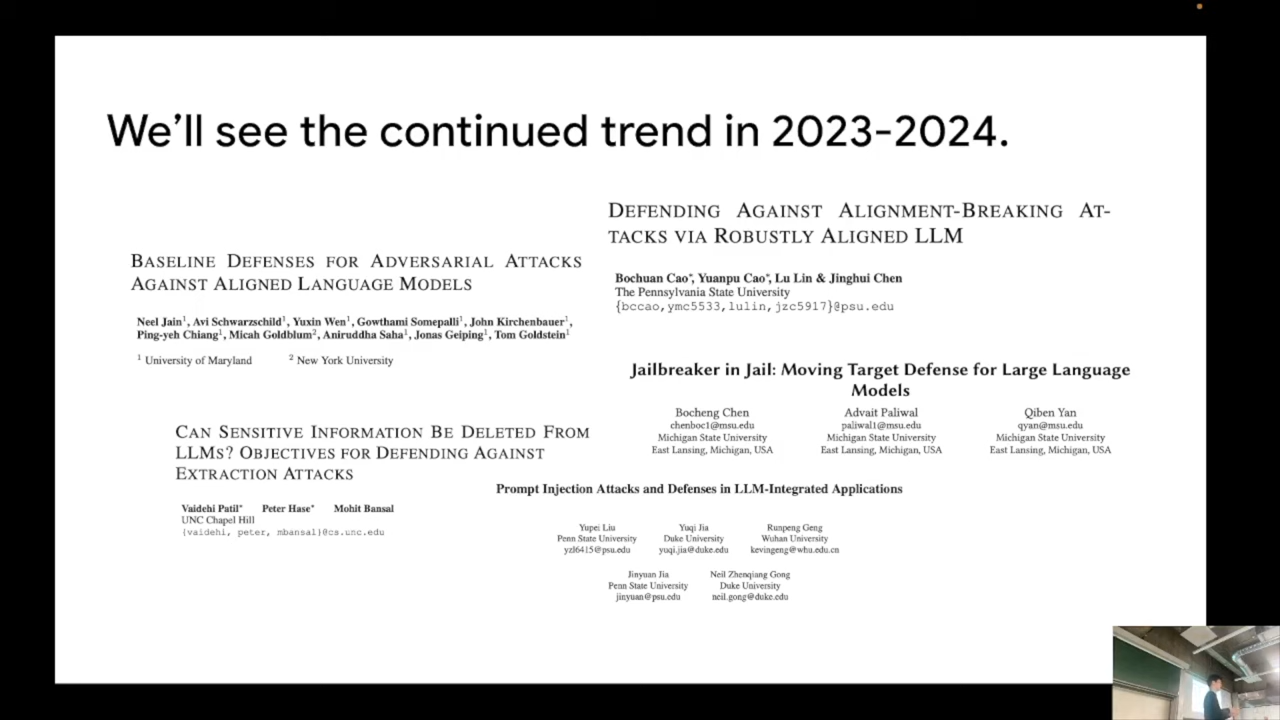 We'll see the continued trend in 2023-2024.
BASELINE DEFENSES FOR ADVERSARIAL ATTACKS
AGAINST ALIGNED LANGUAGE MODELS
Neel Jain¹, Avi Schwarzschild¹, Yuxin Wen¹, Gowthami Somepalli¹, John Kirchenbauer¹,
Ping-yeh Chiang¹, Micah Goldblum², Aniruddha Saha¹, Jonas Geiping¹, Tom Goldstein¹
¹ University of Maryland ² New York University
DEFENDING AGAINST ALIGNMENT-BREAKING AT-
TACKS VIA ROBUSTLY ALIGNED LLM
Bochuan Cao*, Yuanpu Cao*, Lu Lin & Jinghui Chen
The Pennsylvania State University
{bccao,ymc5533,lulin,jzc5917}@psu.edu
Jailbreaker in Jail: Moving Target Defense for Large Language
Models
Bocheng Chen Advait Paliwal Qiben Yan
chenboc1@msu.edu paliwal1@msu.edu qyan@msu.edu
Michigan State University Michigan State University Michigan State University
East Lansing, Michigan, USA East Lansing, Michigan, USA East Lansing, Michigan, USA
CAN SENSITIVE INFORMATION BE DELETED FROM
LLMS? OBJECTIVES FOR DEFENDING AGAINST
EXTRACTION ATTACKS
Vaidehi Patil* Peter Hase* Mohit Bansal
UNC Chapel Hill
{vaidehi, peter, mbansal}@cs.unc.edu
Prompt Injection Attacks and Defenses in LLM-Integrated Applications
Yupei Liu Yuqi Jia Runpeng Geng
Penn State University Duke University Wuhan University
yzl6415@psu.edu yuqi.jia@duke.edu kevingeng@whu.edu.cn
Jinyuan Jia Neil Zhenqiang Gong
Penn State University Duke University
jinyuan@psu.edu neil.gong@duke.edu